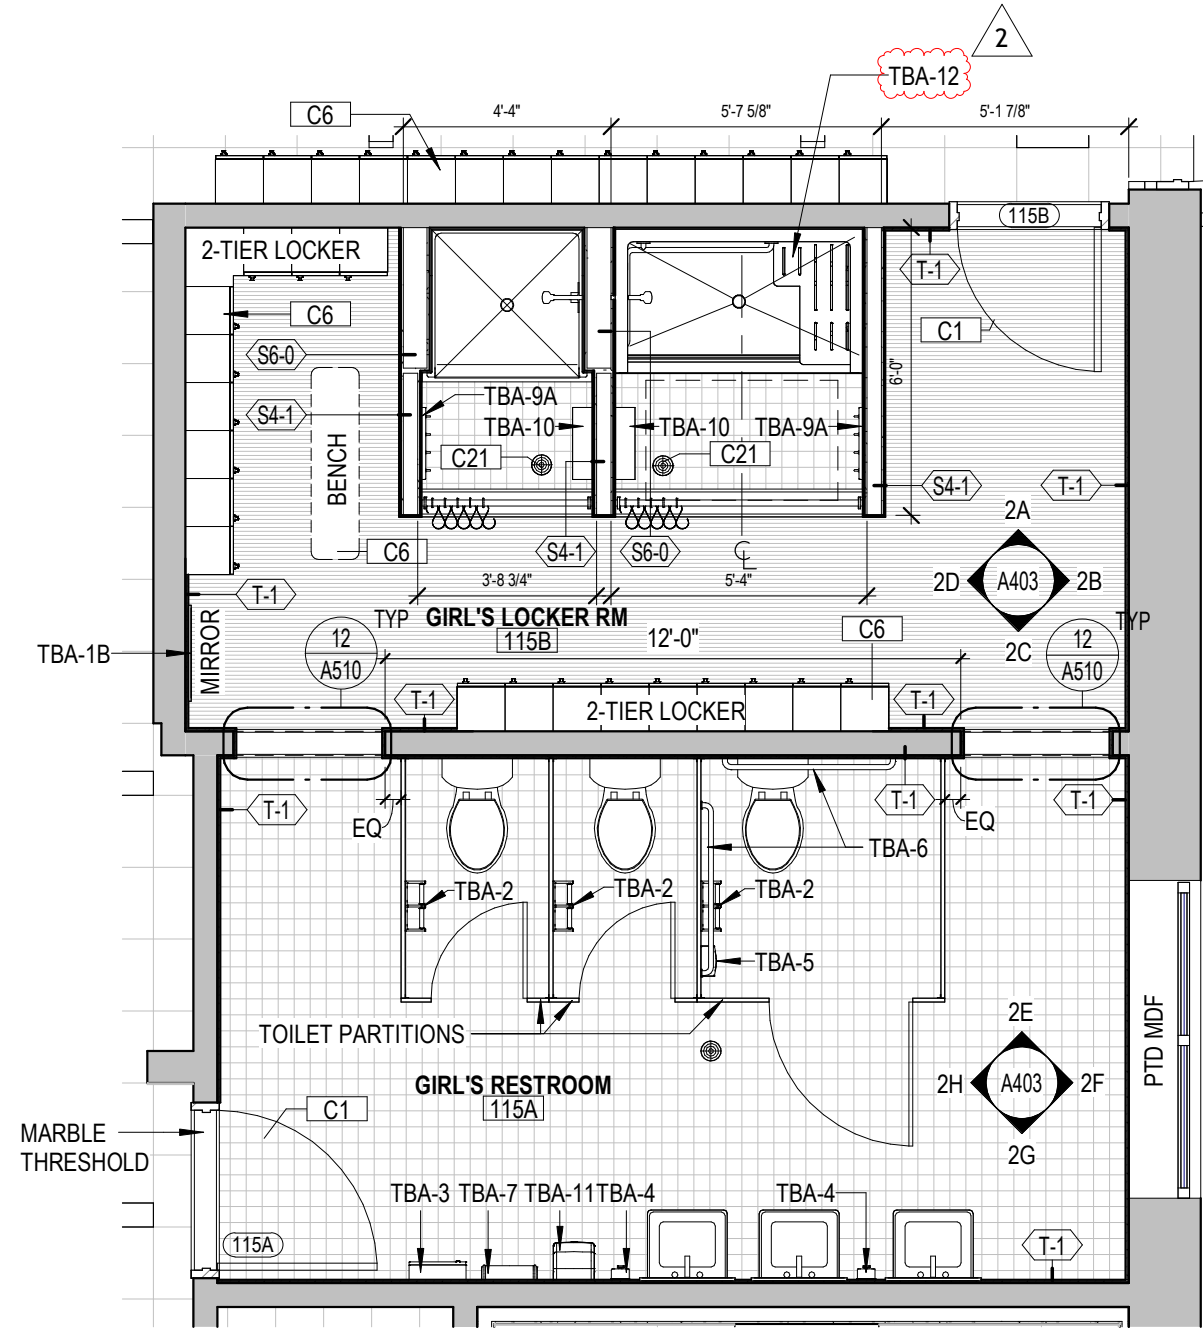 2
TBA-12
C6
4'-4"
5'-7 5/8"
5'-1 7/8"
115B
2-TIER LOCKER
T-1
C6
C1
S6-0
6'-0"
TBA-9A
S4-1
TBA-10
TBA-10
TBA-9A
BENCH
C21
C21
S4-1
T-1
2A
C6
S4-1
S6-0
CL
3'-8 3/4"
5'-4"
2D
A403
2B
T-1
TYP
GIRL'S LOCKER RM
C6
TYP
115B
12'-0"
12
A510
2C
12
A510
TBA-1B
MIRROR
T-1
2-TIER LOCKER
T-1
T-1
T-1
T-1
EQ
EQ
TBA-6
TBA-2
TBA-2
TBA-2
TBA-5
TOILET PARTITIONS
2E
PTD MDF
GIRL'S RESTROOM
2H
A403
2F
115A
C1
MARBLE
THRESHOLD
2G
TBA-3
TBA-7
TBA-11
TBA-4
TBA-4
115A
T-1